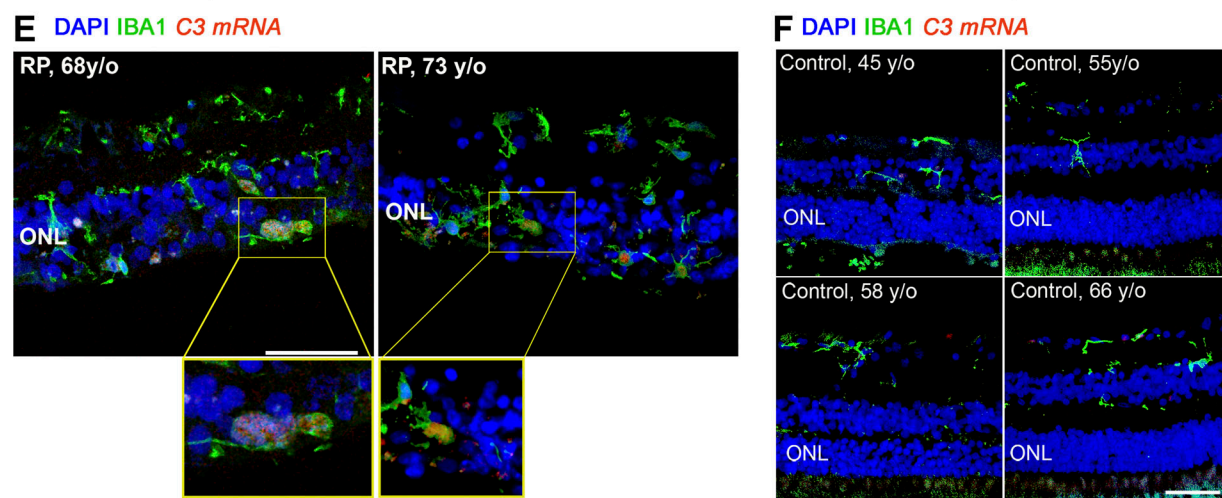 E DAPI IBA1 C3 mRNA
RP, 68y/o
RP, 73 y/o
ONL
ONL
F DAPI IBA1 C3 mRNA
Control, 45 y/o
Control, 55y/o
ONL
ONL
Control, 58 y/o
Control, 66 y/o
ONL
ONL